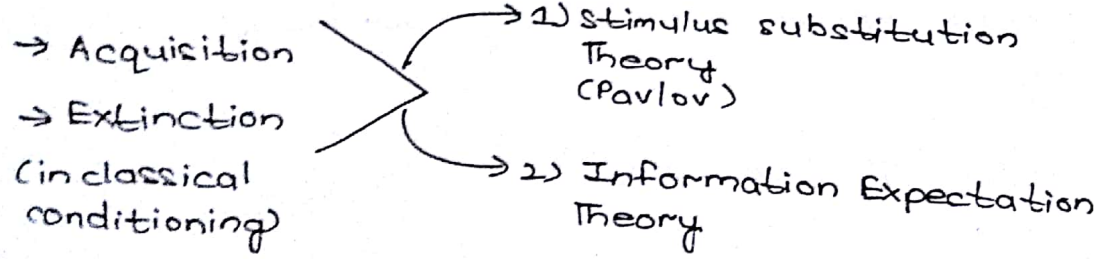 → Acquisition
→ Extinction
(in classical
conditioning)
→ 1) Stimulus substitution
Theory
(Pavlov)
→ 2) Information Expectation
Theory